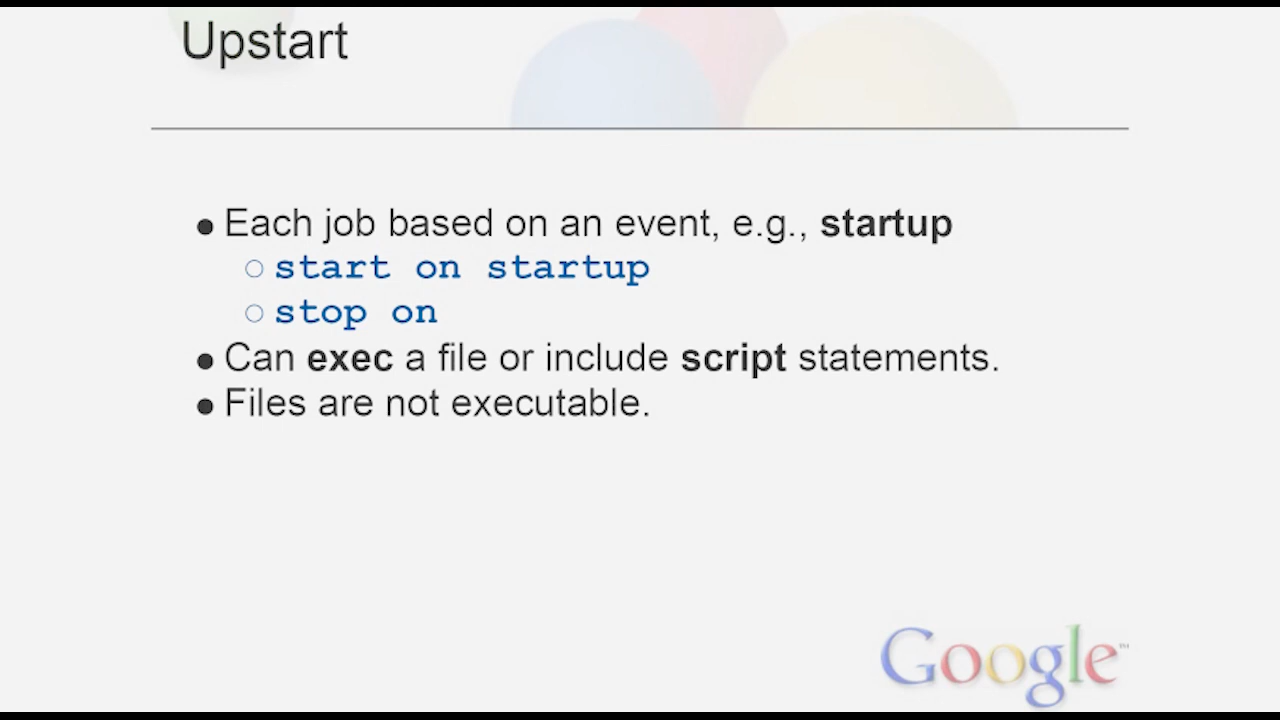 Upstart
● Each job based on an event, e.g., startup
○ start on startup
○ stop on
● Can exec a file or include script statements.
● Files are not executable.
Google™